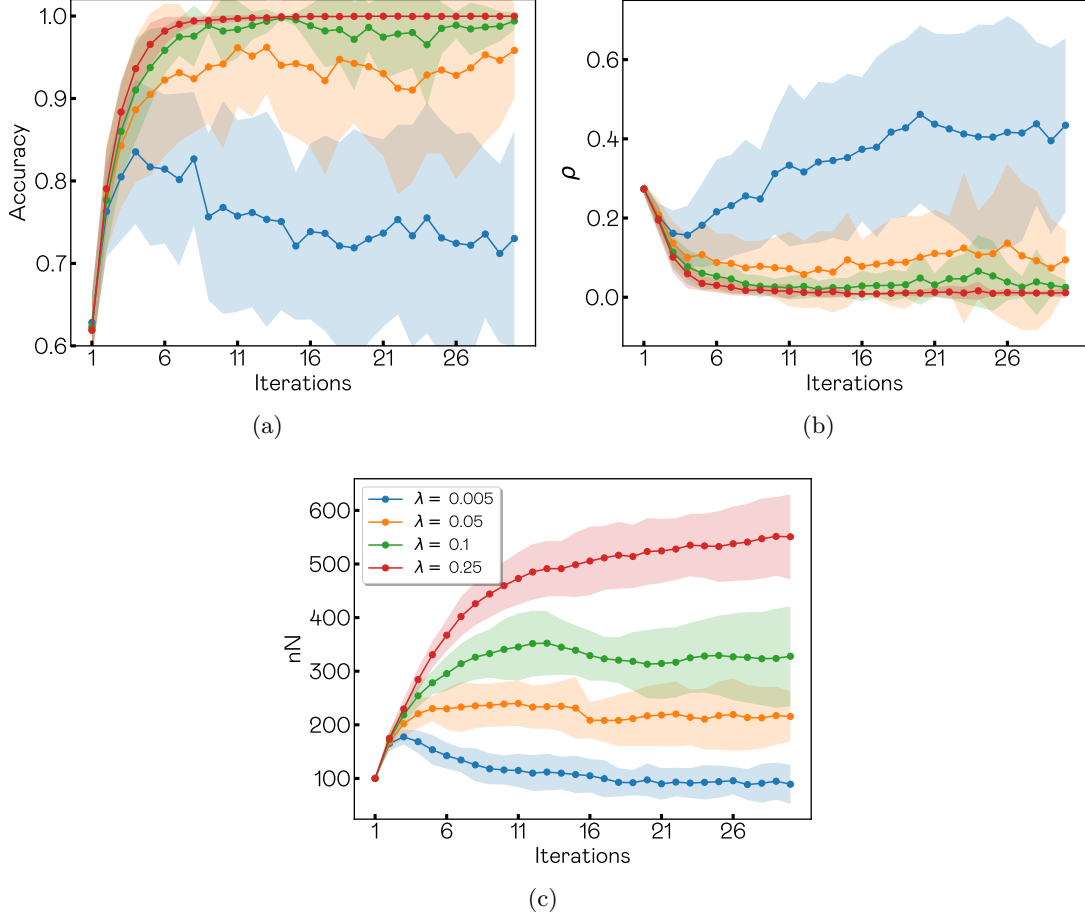 Accuracy
1.0
0.9
0.8
0.7
0.6
1 6 11 16 21 26
Iterations
(a)
ρ
0.6
0.4
0.2
0.0
1 6 11 16 21 26
Iterations
(b)
nN
600
500
400
300
200
100
λ = 0.005
λ = 0.05
λ = 0.1
λ = 0.25
1 6 11 16 21 26
Iterations
(c)